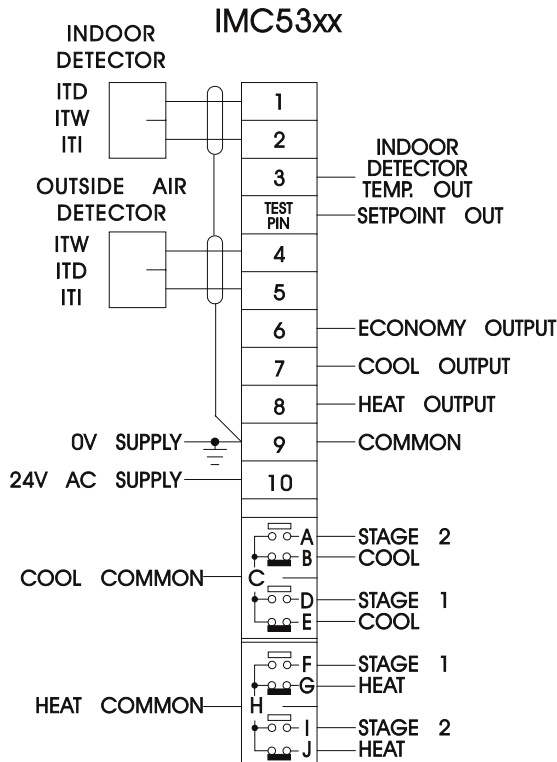 IMC53xx
INDOOR
DETECTOR
ITD
ITW
ITI
1
2
3
INDOOR
DETECTOR
TEMP. OUT
TEST
PIN
SETPOINT OUT
OUTSIDE AIR
DETECTOR
ITW
ITD
ITI
4
5
6
ECONOMY OUTPUT
7
COOL OUTPUT
8
HEAT OUTPUT
0V SUPPLY
9
COMMON
24V AC SUPPLY
10
A STAGE 2
B COOL
COOL COMMON C
D STAGE 1
E COOL
F STAGE 1
G HEAT
HEAT COMMON H
I STAGE 2
J HEAT